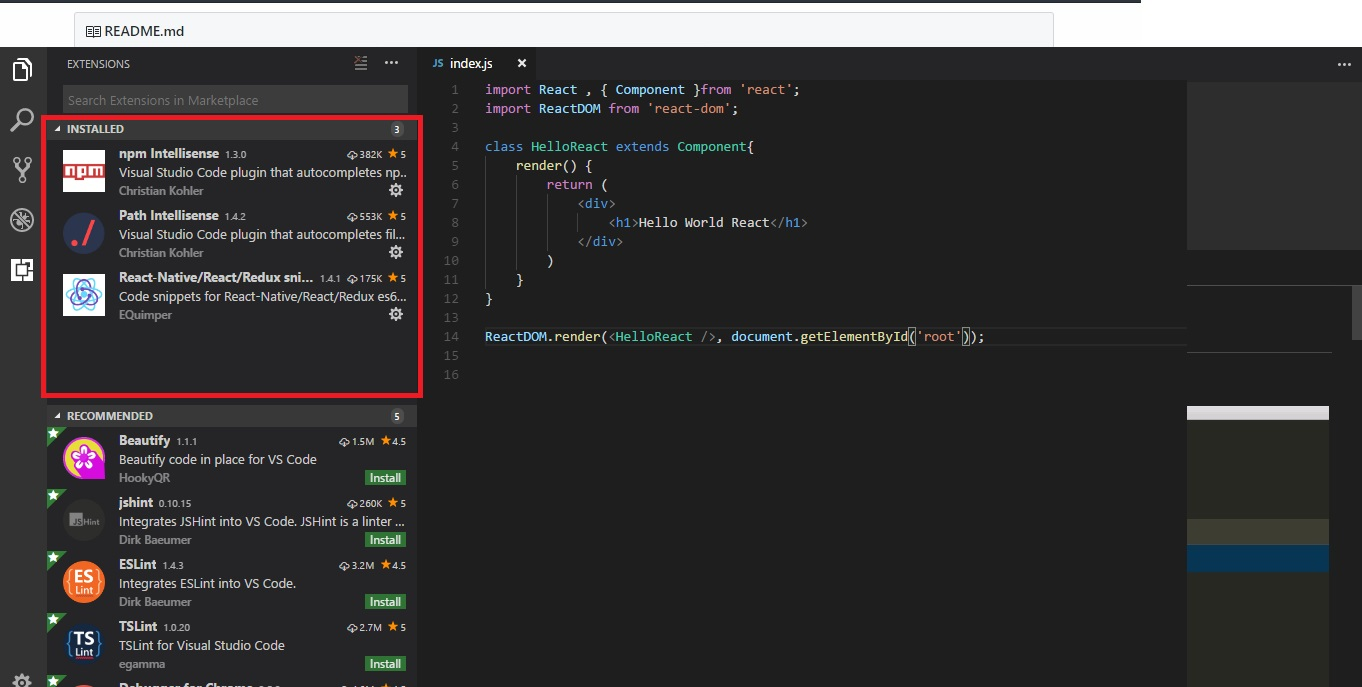 README.md
EXTENSIONS
Search Extensions in Marketplace
INSTALLED 3
npm
npm Intellisense 1.3.0 382K 5
Visual Studio Code plugin that autocompletes np...
Christian Kohler
./
Path Intellisense 1.4.2 553K 5
Visual Studio Code plugin that autocompletes fil...
Christian Kohler
React-Native/React/Redux sni... 1.4.1 175K 5
Code snippets for React-Native/React/Redux es6...
EQuimper
RECOMMENDED 5
Beautify 1.1.1 1.5M 4.5
Beautify code in place for VS Code
HookyQR Install
jshint 0.10.15 260K 5
JSHint
Integrates JSHint into VS Code. JSHint is a linter ...
Dirk Baeumer Install
ESLint 1.4.3 3.2M 4.5
{ES
Lint}
Integrates ESLint into VS Code.
Dirk Baeumer Install
TSLint 1.0.20 2.7M 5
{TS
Lint}
TSLint for Visual Studio Code
egamma Install
JS index.js ×
1 import React , { Component }from 'react';
2 import ReactDOM from 'react-dom';
3
4 class HelloReact extends Component{
5 render() {
6 return (
7 <div>
8 <h1>Hello World React</h1>
9 </div>
10 )
11 }
12 }
13
14 ReactDOM.render(<HelloReact />, document.getElementById('root'));
15
16